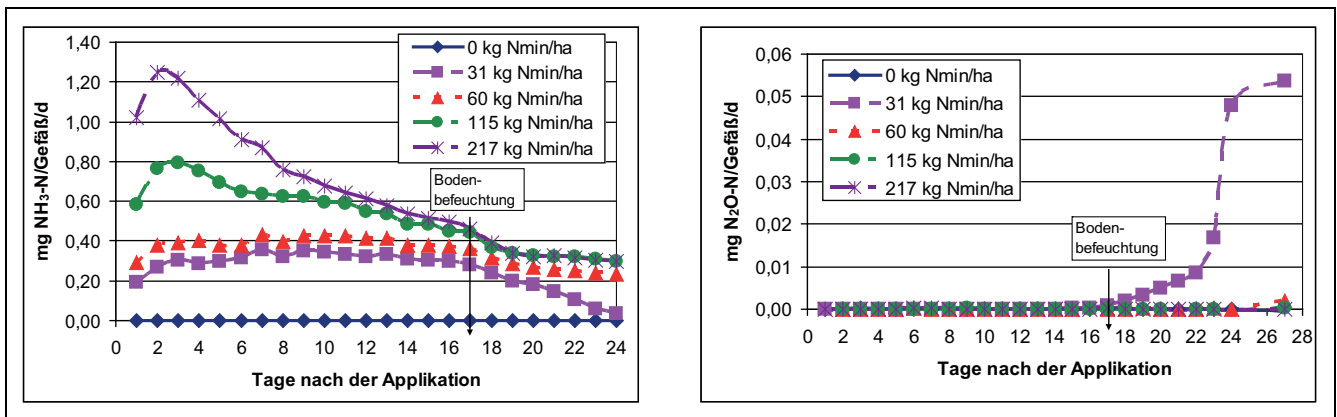 mg NH₃-N/Gefäß/d
1,40
1,20
1,00
0,80
0,60
0,40
0,20
0,00
0 kg Nmin/ha
31 kg Nmin/ha
60 kg Nmin/ha
115 kg Nmin/ha
217 kg Nmin/ha
Boden-
befeuchtung
0 2 4 6 8 10 12 14 16 18 20 22 24
Tage nach der Applikation
mg N₂O-N/Gefäß/d
0,06
0,05
0,04
0,03
0,02
0,01
0,00
0 kg Nmin/ha
31 kg Nmin/ha
60 kg Nmin/ha
115 kg Nmin/ha
217 kg Nmin/ha
Boden-
befeuchtung
0 2 4 6 8 10 12 14 16 18 20 22 24 26 28
Tage nach der Applikation